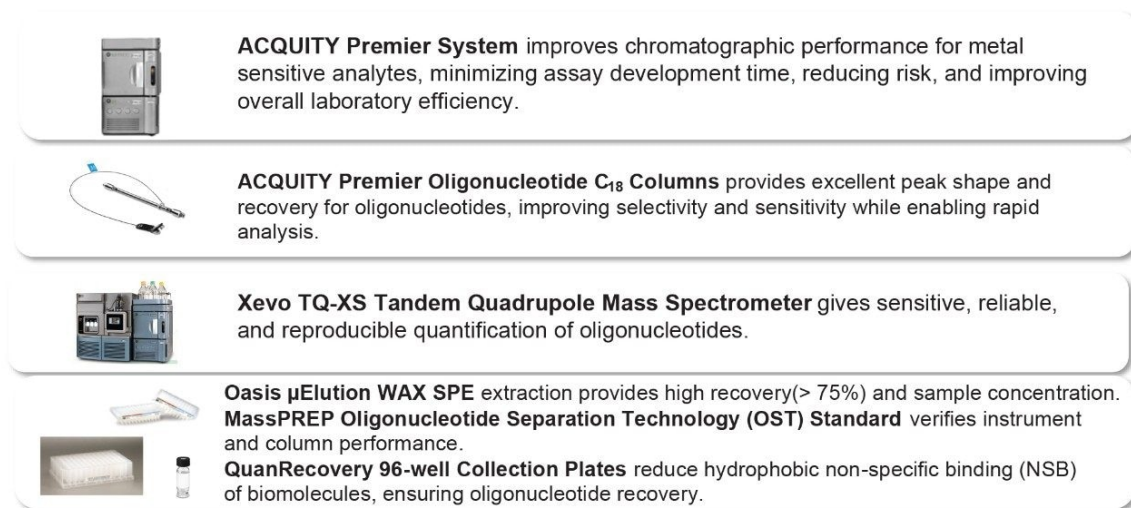 ACQUITY Premier System improves chromatographic performance for metal
sensitive analytes, minimizing assay development time, reducing risk, and improving
overall laboratory efficiency.
ACQUITY Premier Oligonucleotide C₁₈ Columns provides excellent peak shape and
recovery for oligonucleotides, improving selectivity and sensitivity while enabling rapid
analysis.
Xevo TQ-XS Tandem Quadrupole Mass Spectrometer gives sensitive, reliable,
and reproducible quantification of oligonucleotides.
Oasis µElution WAX SPE extraction provides high recovery(> 75%) and sample concentration.
MassPREP Oligonucleotide Separation Technology (OST) Standard verifies instrument
and column performance.
QuanRecovery 96-well Collection Plates reduce hydrophobic non-specific binding (NSB)
of biomolecules, ensuring oligonucleotide recovery.